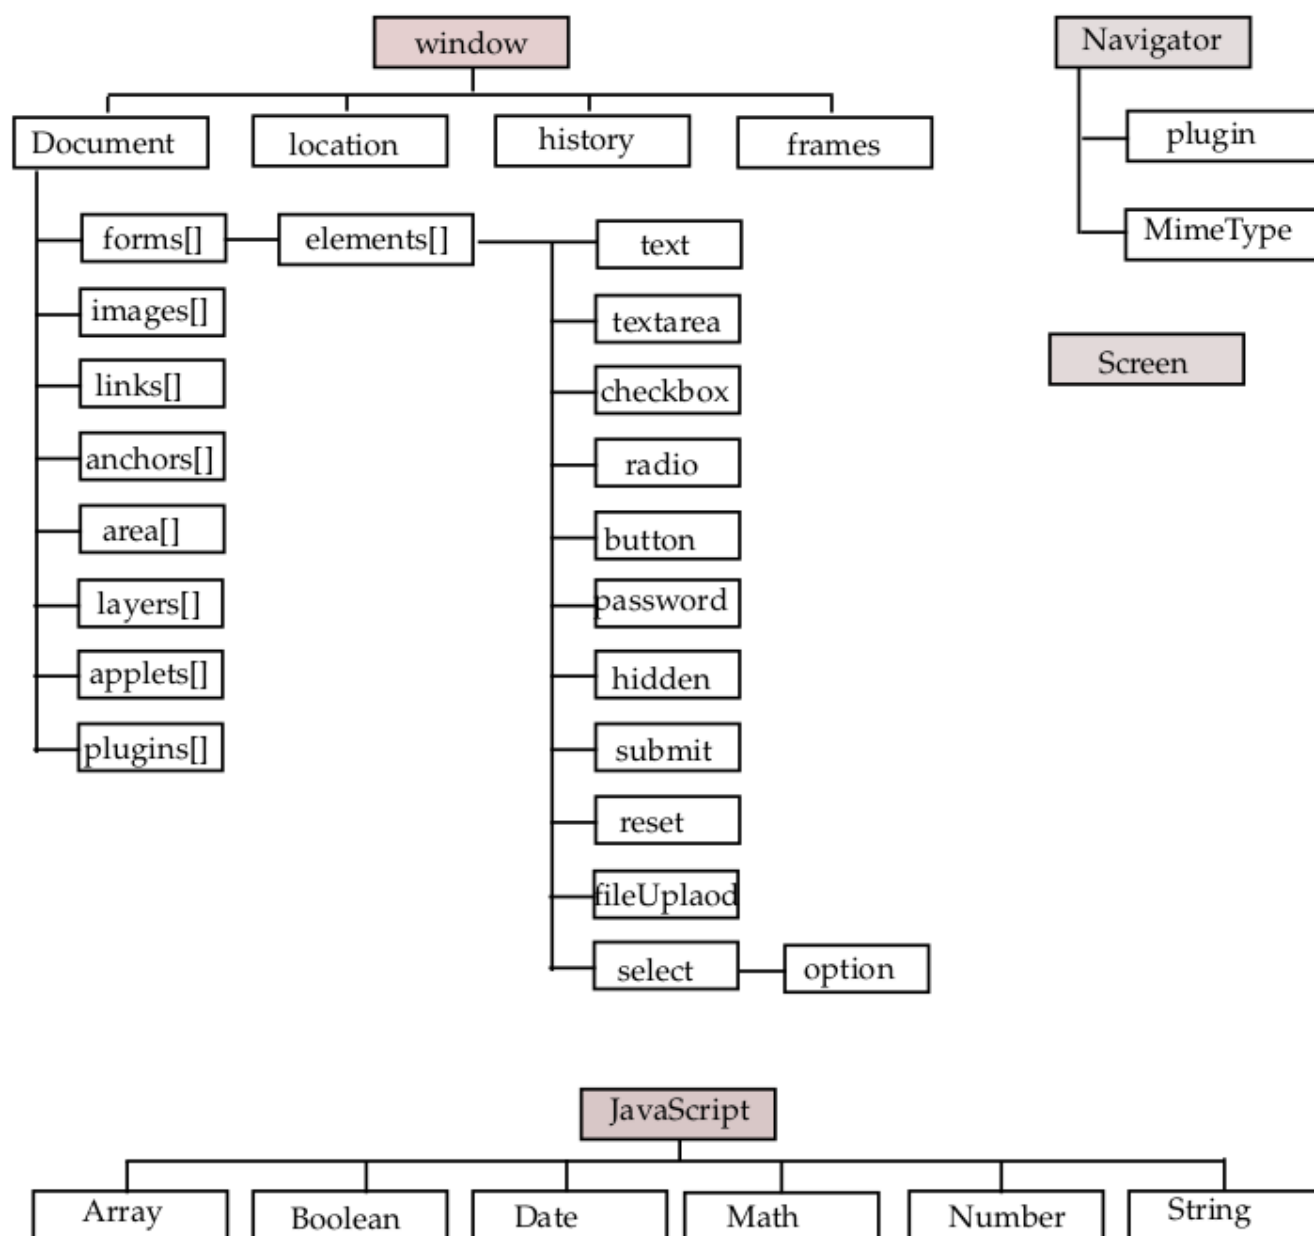 window
Navigator
Document
location
history
frames
plugin
MimeType
forms[]
elements[]
text
images[]
textarea
Screen
links[]
checkbox
anchors[]
radio
area[]
button
layers[]
password
applets[]
hidden
plugins[]
submit
reset
fileUplaod
select
option
JavaScript
Array
Boolean
Date
Math
Number
String